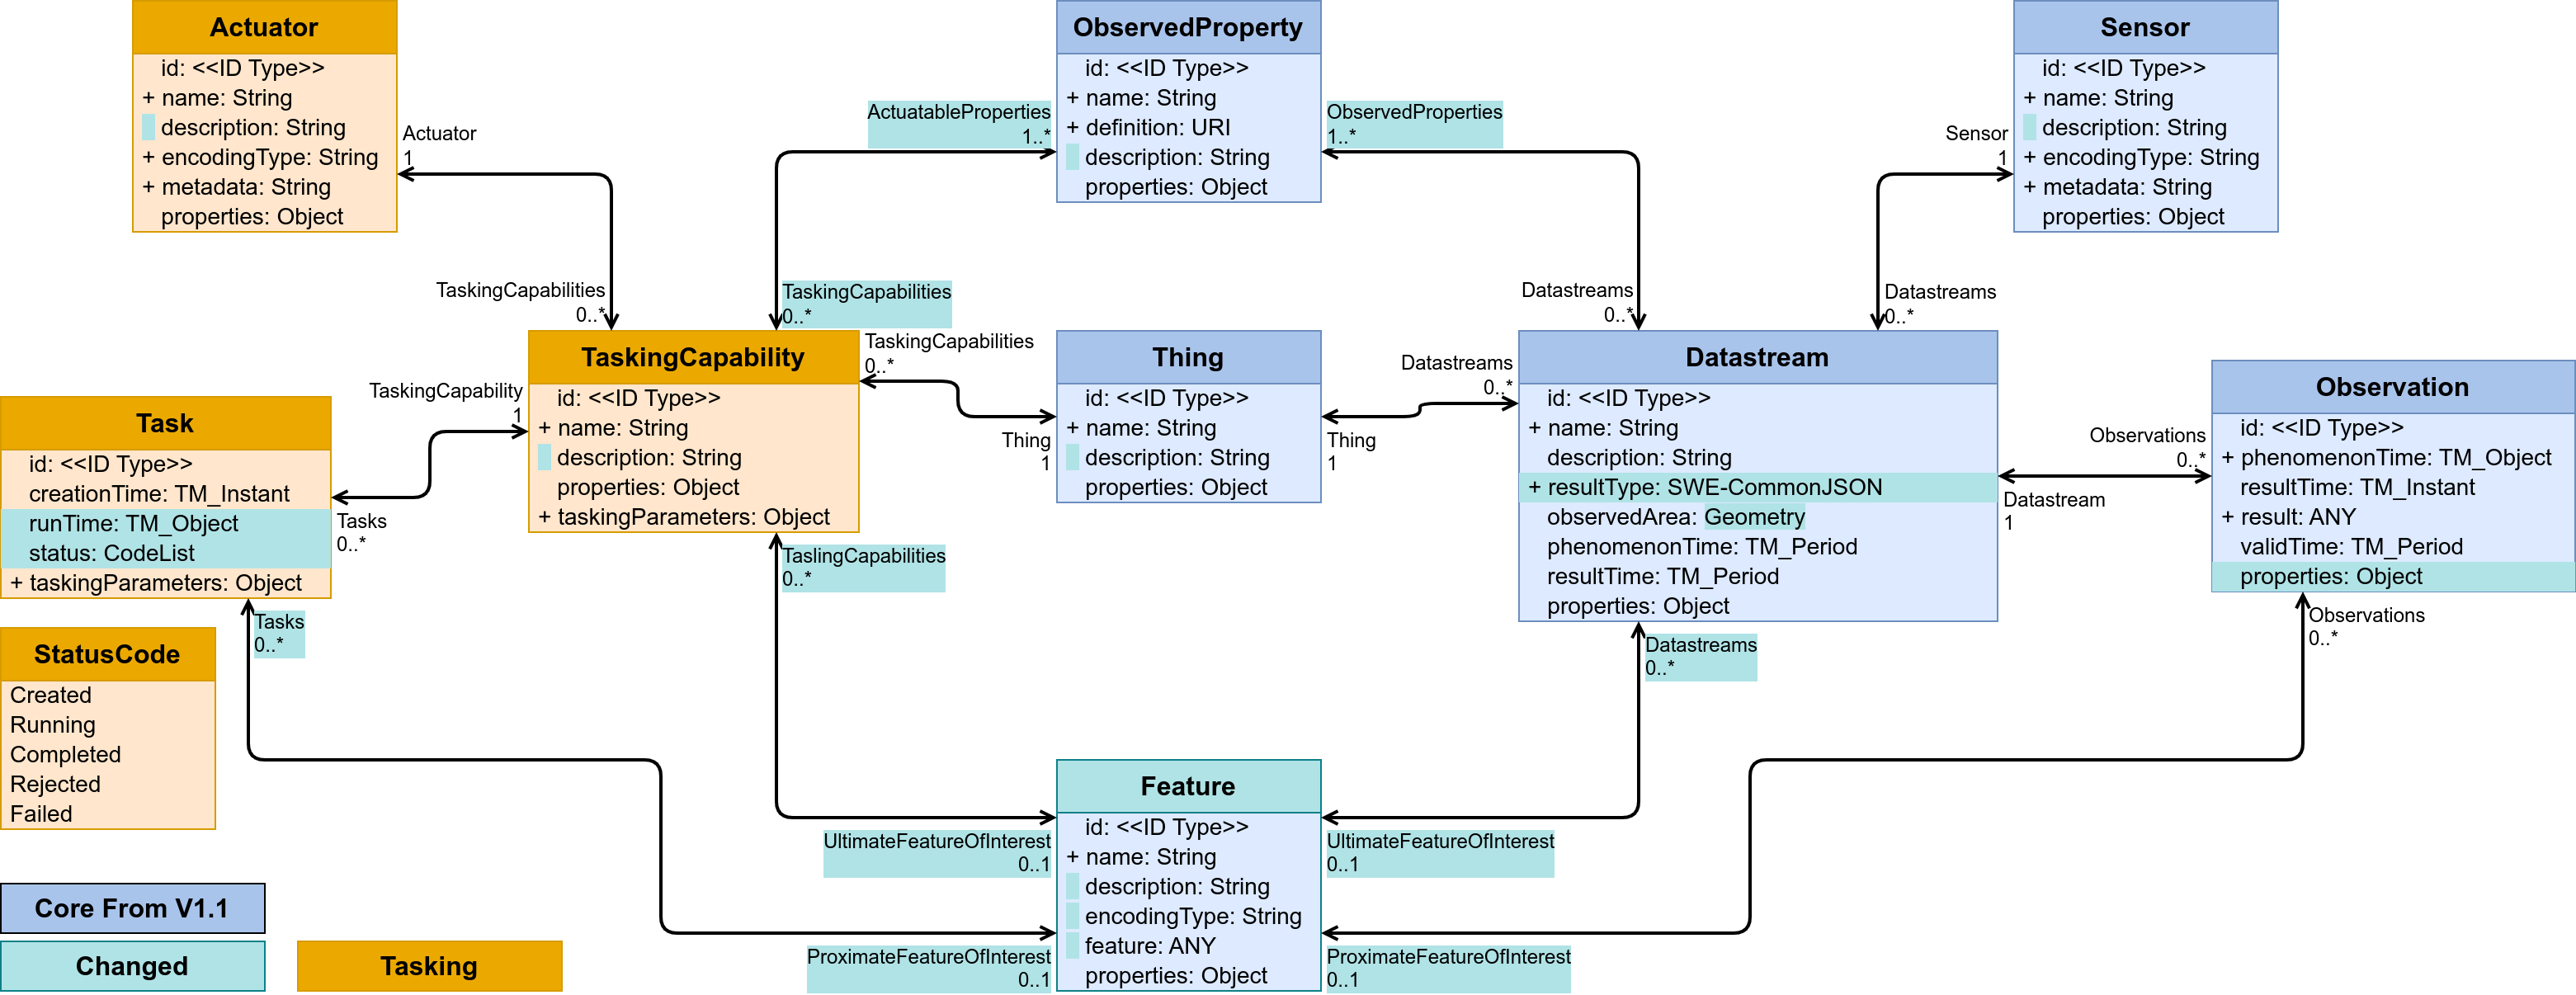 Actuator
id: <<ID Type>>
+ name: String
description: String
+ encodingType: String
+ metadata: String
properties: Object
Actuator
1
TaskingCapabilities
0..*
ObservedProperty
id: <<ID Type>>
+ name: String
+ definition: URI
description: String
properties: Object
ActuatableProperties
1..*
ObservedProperties
1..*
Sensor
id: <<ID Type>>
+ name: String
description: String
+ encodingType: String
+ metadata: String
properties: Object
Sensor
1
TaskingCapabilities
0..*
Datastreams
0..*
Datastreams
0..*
TaskingCapability
id: <<ID Type>>
+ name: String
description: String
properties: Object
+ taskingParameters: Object
TaskingCapabilities
0..*
Thing
1
Thing
id: <<ID Type>>
+ name: String
description: String
properties: Object
Thing
1
Datastreams
0..*
Datastream
id: <<ID Type>>
+ name: String
description: String
+ resultType: SWE-CommonJSON
observedArea: Geometry
phenomenonTime: TM_Period
resultTime: TM_Period
properties: Object
Datastream
1
Observations
0..*
Observation
id: <<ID Type>>
+ phenomenonTime: TM_Object
resultTime: TM_Instant
+ result: ANY
validTime: TM_Period
properties: Object
Observations
0..*
TaskingCapability
1
Task
id: <<ID Type>>
creationTime: TM_Instant
runTime: TM_Object
status: CodeList
+ taskingParameters: Object
Tasks
0..*
Tasks
0..*
TaslingCapabilities
0..*
Datastreams
0..*
StatusCode
Created
Running
Completed
Rejected
Failed
Feature
id: <<ID Type>>
+ name: String
description: String
encodingType: String
feature: ANY
properties: Object
UltimateFeatureOfInterest
0..1
UltimateFeatureOfInterest
0..1
ProximateFeatureOfInterest
0..1
ProximateFeatureOfInterest
0..1
Core From V1.1
Changed
Tasking